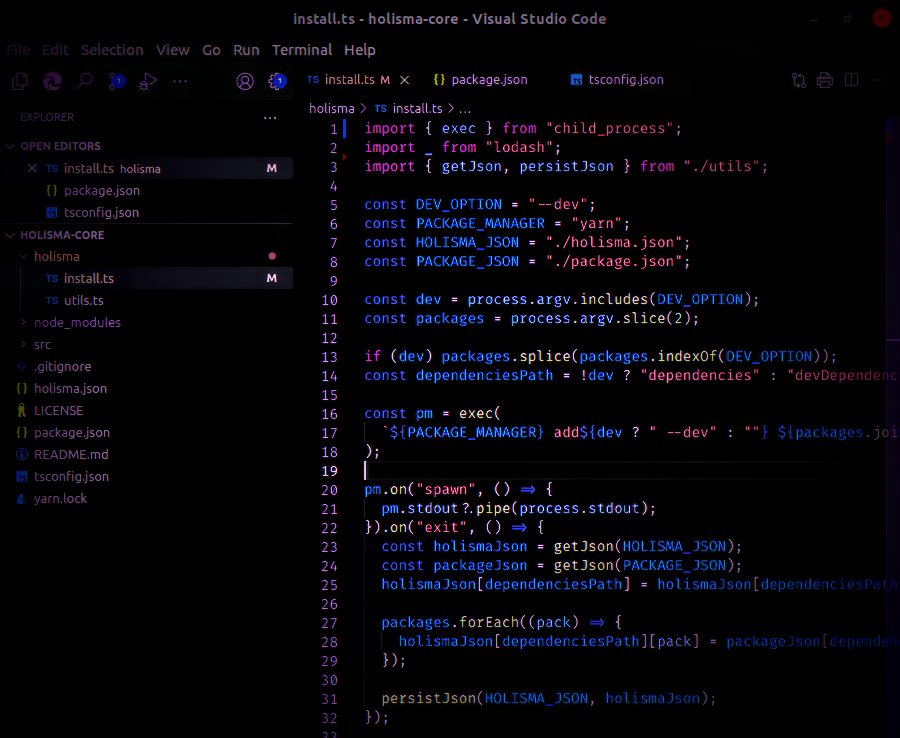 install.ts - holisma-core - Visual Studio Code
File Edit Selection View Go Run Terminal Help
1 1 TS install.ts M {} package.json TS tsconfig.json
EXPLORER ...
holisma > TS install.ts > ...
OPEN EDITORS
TS install.ts holisma M
{} package.json
TS tsconfig.json
HOLISMA-CORE
holisma
TS install.ts M
TS utils.ts
node_modules
src
.gitignore
{} holisma.json
LICENSE
{} package.json
README.md
TS tsconfig.json
yarn.lock
1 import { exec } from "child_process";
2 import _ from "lodash";
3 import { getJson, persistJson } from "./utils";
4
5 const DEV_OPTION = "--dev";
6 const PACKAGE_MANAGER = "yarn";
7 const HOLISMA_JSON = "./holisma.json";
8 const PACKAGE_JSON = "./package.json";
9
10 const dev = process.argv.includes(DEV_OPTION);
11 const packages = process.argv.slice(2);
12
13 if (dev) packages.splice(packages.indexOf(DEV_OPTION));
14 const dependenciesPath = !dev ? "dependencies" : "devDependenc
15
16 const pm = exec(
17 `${PACKAGE_MANAGER} add${dev ? " --dev" : ""} ${packages.joi
18 );
19
20 pm.on("spawn", () => {
21 pm.stdout?.pipe(process.stdout);
22 }).on("exit", () => {
23 const holismaJson = getJson(HOLISMA_JSON);
24 const packageJson = getJson(PACKAGE_JSON);
25 holismaJson[dependenciesPath] = holismaJson[dependenciesPath
26
27 packages.forEach((pack) => {
28 holismaJson[dependenciesPath][pack] = packageJson[dependen
29 });
30
31 persistJson(HOLISMA_JSON, holismaJson);
32 });
33